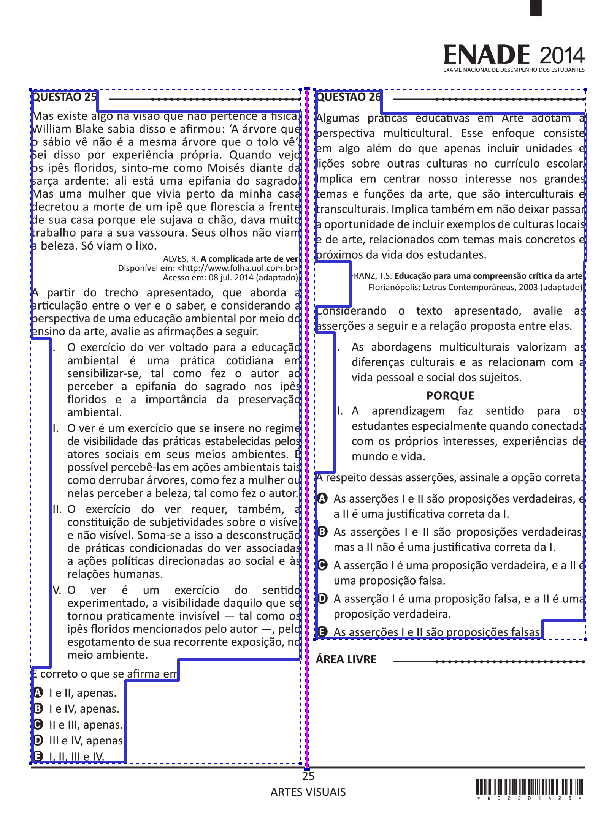 ENADE 2014
EXAME NACIONAL DE DESEMPENHO DOS ESTUDANTES
QUESTÃO 25
Mas existe algo na visão que não pertence à física.
William Blake sabia disso e afirmou: ‘A árvore que
o sábio vê não é a mesma árvore que o tolo vê’.
Sei disso por experiência própria. Quando vejo
os ipês floridos, sinto-me como Moisés diante da
sarça ardente: ali está uma epifania do sagrado.
Mas uma mulher que vivia perto da minha casa
decretou a morte de um ipê que florescia à frente
de sua casa porque ele sujava o chão, dava muito
trabalho para a sua vassoura. Seus olhos não viam
a beleza. Só viam o lixo.
ALVES, R. A complicada arte de ver.
Disponível em: <http://www.folha.uol.com.br>
Acesso em: 08 jul. 2014 (adaptado)
A partir do trecho apresentado, que aborda a
articulação entre o ver e o saber, e considerando a
perspectiva de uma educação ambiental por meio do
ensino da arte, avalie as afirmações a seguir.
I. O exercício do ver voltado para a educação
ambiental é uma prática cotidiana em
sensibilizar-se, tal como fez o autor ao
perceber a epifania do sagrado nos ipês
floridos e a importância da preservação
ambiental.
I. O ver é um exercício que se insere no regime
de visibilidade das práticas estabelecidas pelos
atores sociais em seus meios ambientes. É
possível percebê-las em ações ambientais tais
como derrubar árvores, como fez a mulher ou
nelas perceber a beleza, tal como fez o autor.
II. O exercício do ver requer, também, a
constituição de subjetividades sobre o visível
e não visível. Soma-se a isso a desconstrução
de práticas condicionadas do ver associadas
a ações políticas direcionadas ao social e às
relações humanas.
V. O ver é um exercício do sentido
experimentado, a visibilidade daquilo que se
tornou praticamente invisível — tal como os
ipês floridos mencionados pelo autor —, pelo
esgotamento de sua recorrente exposição, no
meio ambiente.
É correto o que se afirma em
A I e II, apenas.
B I e IV, apenas.
C II e III, apenas.
D III e IV, apenas
E I, II, III e IV.
QUESTÃO 26
Algumas práticas educativas em Arte adotam a
perspectiva multicultural. Esse enfoque consiste
em algo além do que apenas incluir unidades e
lições sobre outras culturas no currículo escolar.
Implica em centrar nosso interesse nos grandes
temas e funções da arte, que são interculturais e
transculturais. Implica também em não deixar passar
a oportunidade de incluir exemplos de culturas locais
e de arte, relacionados com temas mais concretos e
próximos da vida dos estudantes.
FRANZ, T.S. Educação para uma compreensão crítica da arte.
Florianópolis: Letras Contemporâneas, 2003 (adaptado)
Considerando o texto apresentado, avalie as
asserções a seguir e a relação proposta entre elas.
I. As abordagens multiculturais valorizam as
diferenças culturais e as relacionam com a
vida pessoal e social dos sujeitos.
PORQUE
I. A aprendizagem faz sentido para os
estudantes especialmente quando conectada
com os próprios interesses, experiências de
mundo e vida.
A respeito dessas asserções, assinale a opção correta.
A As asserções I e II são proposições verdadeiras, e
a II é uma justificativa correta da I.
B As asserções I e II são proposições verdadeiras,
mas a II não é uma justificativa correta da I.
C A asserção I é uma proposição verdadeira, e a II é
uma proposição falsa.
D A asserção I é uma proposição falsa, e a II é uma
proposição verdadeira.
E As asserções I e II são proposições falsas.
ÁREA LIVRE
25
ARTES VISUAIS